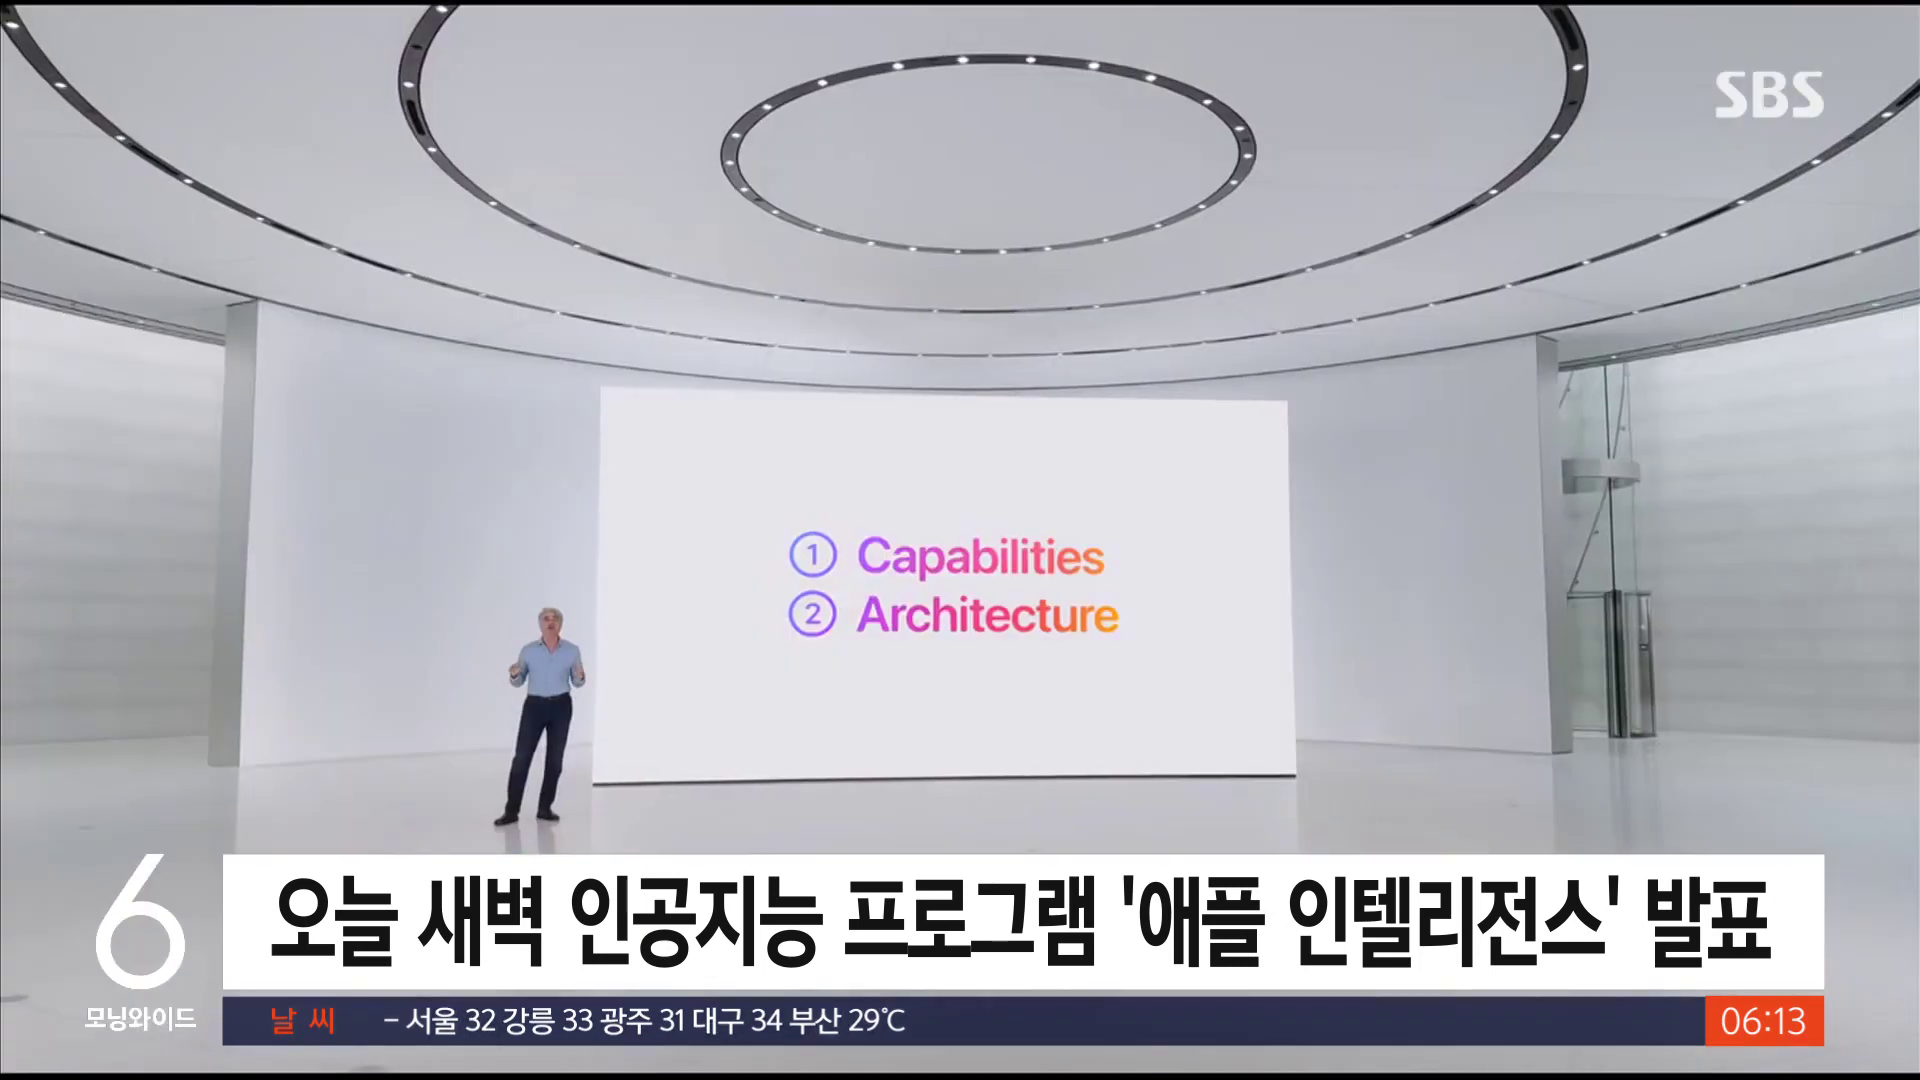 SBS
① Capabilities
② Architecture
6
모닝와이드
오늘 새벽 인공지능 프로그램 '애플 인텔리전스' 발표
날씨 - 서울 32 강릉 33 광주 31 대구 34 부산 29℃
06:13